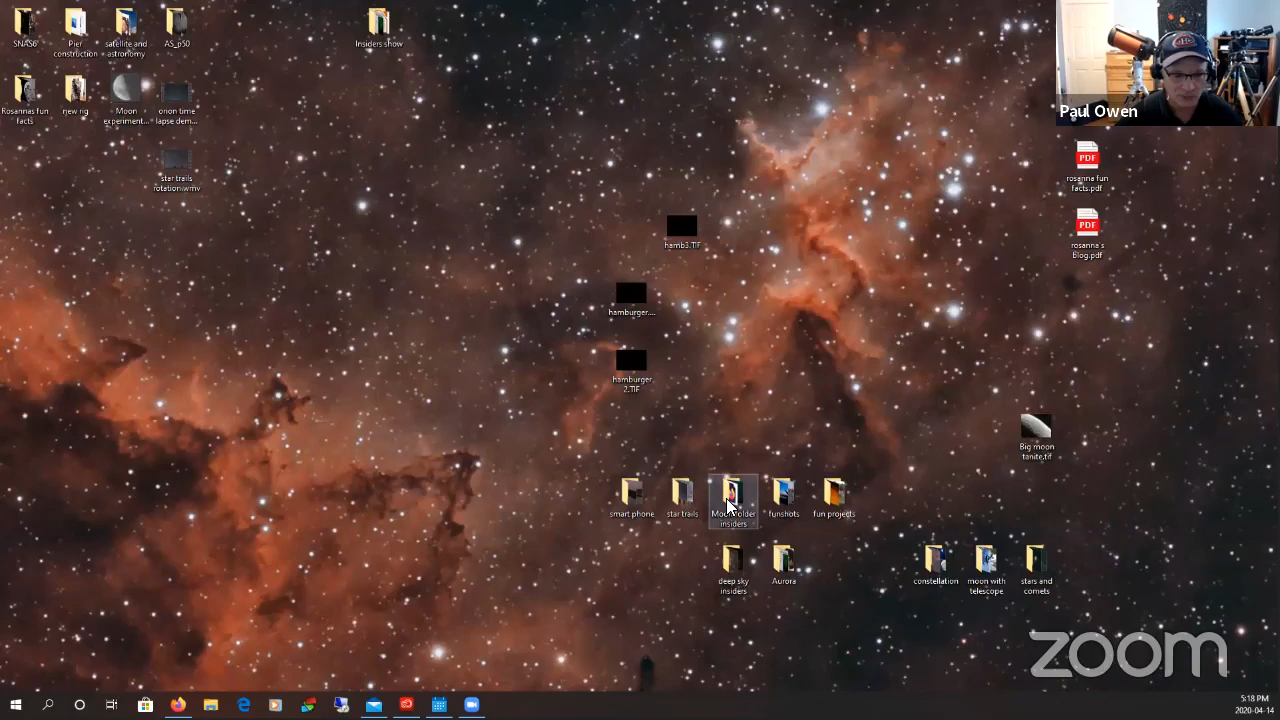 SNAS6
Pier
construction
satellite and
astronomy
AS_p50
Insiders show
Rosannas fun
facts
new rig
Moon
experiment...
orion time
lapse dem...
star trails
rotation.wmv
Paul Owen
PDF
rosanna fun
facts.pdf
PDF
rosanna's
Blog.pdf
hamb3.TIF
hamburger....
hamburger
2.TIF
Big moon
tanite.tif
smart phone
star trails
Moon folder
insiders
funshots
fun projects
deep sky
insiders
Aurora
constellation
moon with
telescope
stars and
comets
zoom
5:18 PM
2020-04-14